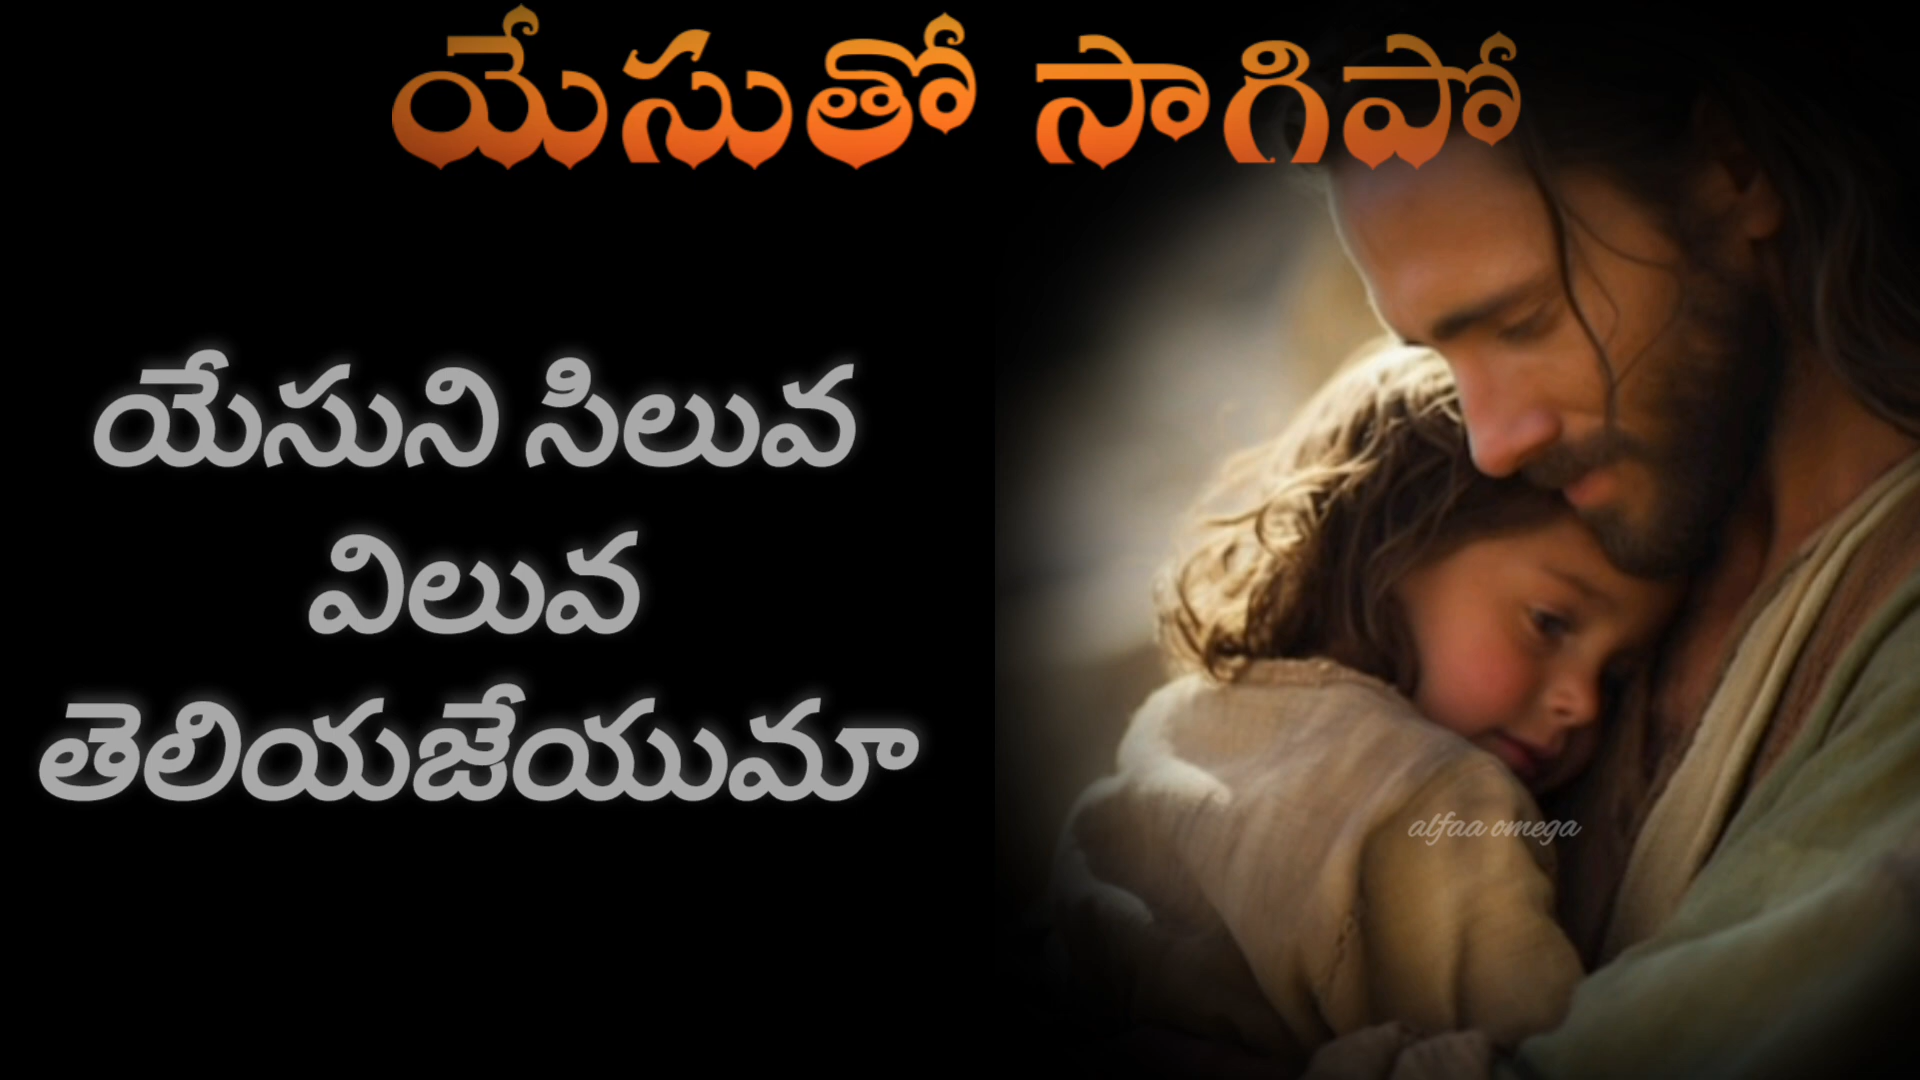 యేసుతో సాగిపో
యేసుని సిలువ
విలువ
తెలియజేయుమా
alfaa omega